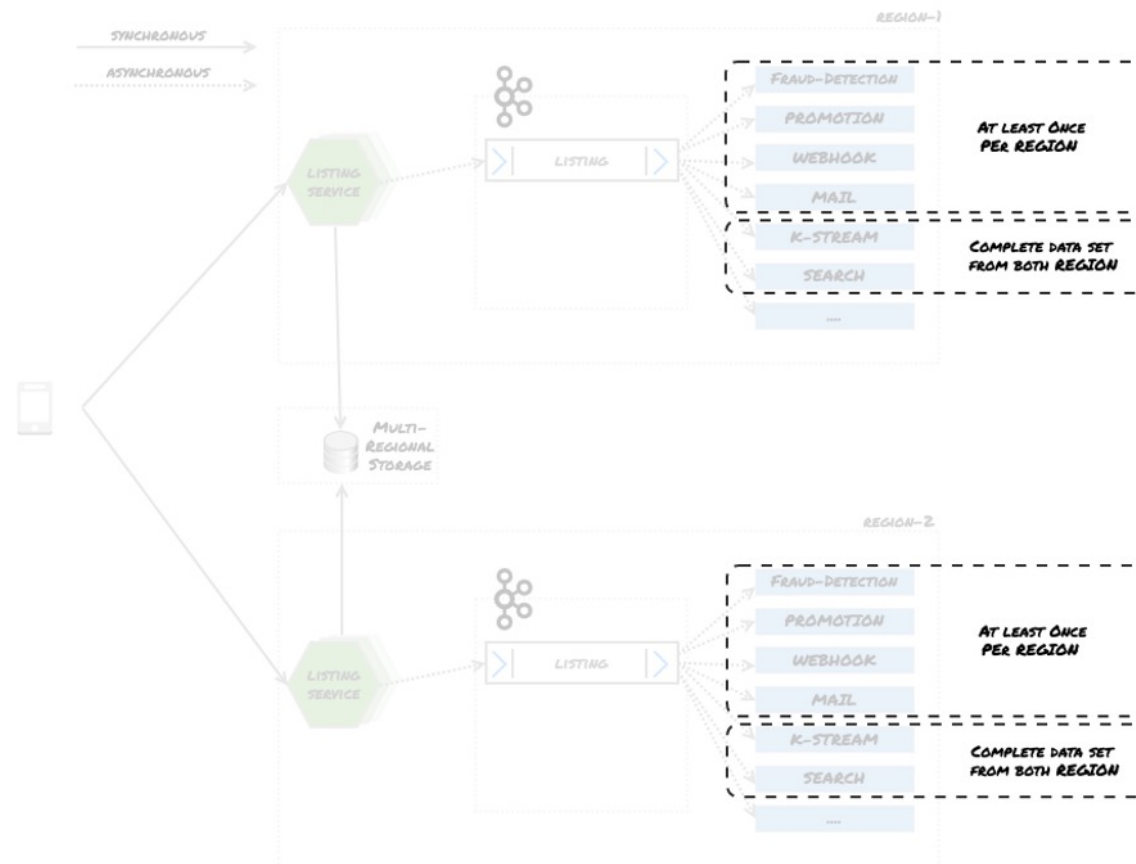 REGION-1
SYNCHRONOUS
ASYNCHRONOUS
FRAUD-DETECTION
PROMOTION
WEBHOOK
MAIL
K-STREAM
SEARCH
....
AT LEAST ONCE
PER REGION
COMPLETE DATA SET
FROM BOTH REGION
LISTING
SERVICE
LISTING
MULTI-
REGIONAL
STORAGE
REGION-2
FRAUD-DETECTION
PROMOTION
WEBHOOK
MAIL
K-STREAM
SEARCH
....
AT LEAST ONCE
PER REGION
COMPLETE DATA SET
FROM BOTH REGION
LISTING
SERVICE
LISTING